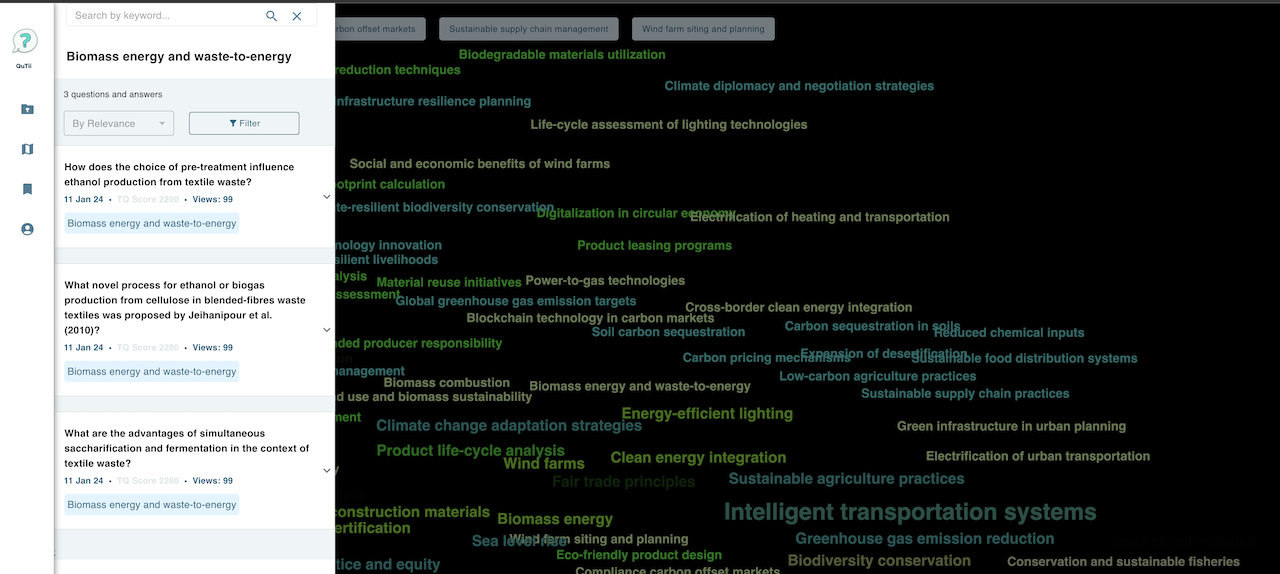 Search by keyword...
QuTii
Biomass energy and waste-to-energy
3 questions and answers
By Relevance
Filter
How does the choice of pre-treatment influence
ethanol production from textile waste?
11 Jan 24 • TQ Score 2200 • Views: 99
Biomass energy and waste-to-energy
What novel process for ethanol or biogas
production from cellulose in blended-fibres waste
textiles was proposed by Jeihanipour et al.
(2010)?
11 Jan 24 • TQ Score 2200 • Views: 99
Biomass energy and waste-to-energy
What are the advantages of simultaneous
saccharification and fermentation in the context of
textile waste?
11 Jan 24 • TQ Score 2200 • Views: 99
Biomass energy and waste-to-energy
rbon offset markets
Sustainable supply chain management
Wind farm siting and planning
Biodegradable materials utilization
reduction techniques
Climate diplomacy and negotiation strategies
nfrastructure resilience planning
Life-cycle assessment of lighting technologies
Social and economic benefits of wind farms
otprint calculation
te-resilient biodiversity conservation
Digitalization in circular economy
Electrification of heating and transportation
nology innovation
Product leasing programs
silient livelihoods
alysis
Material reuse initiatives
Power-to-gas technologies
ssessment
Global greenhouse gas emission targets
Cross-border clean energy integration
Blockchain technology in carbon markets
Soil carbon sequestration
Carbon sequestration in soils
Reduced chemical inputs
ded producer responsibility
Carbon pricing mechanisms
Expansion of desertification
Sustainable food distribution systems
anagement
Low-carbon agriculture practices
Biomass combustion
Biomass energy and waste-to-energy
Sustainable supply chain practices
d use and biomass sustainability
ment
Energy-efficient lighting
Climate change adaptation strategies
Green infrastructure in urban planning
Product life-cycle analysis
Wind farms
Clean energy integration
Electrification of urban transportation
y
Fair trade principles
Sustainable agriculture practices
construction materials
Biomass energy
Intelligent transportation systems
ertification
Sea level rise
Wind farm siting and planning
Greenhouse gas emission reduction
Eco-friendly product design
Biodiversity conservation
Conservation and sustainable fisheries
tice and equity
Compliance carbon offset markets